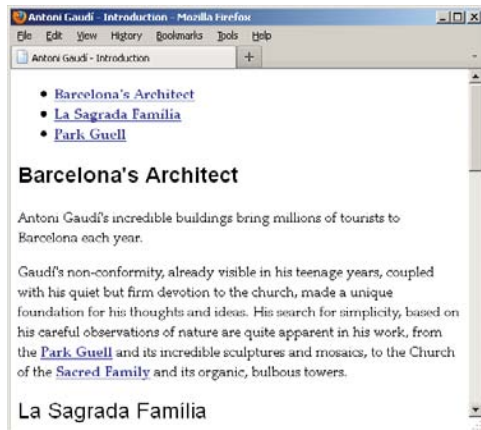 Antoni Gaudí - Introduction - Mozilla Firefox
File Edit View History Bookmarks Tools Help
Antoni Gaudí - Introduction +
• Barcelona's Architect
• La Sagrada Família
• Park Guell
Barcelona's Architect
Antoni Gaudí's incredible buildings bring millions of tourists to
Barcelona each year.
Gaudí's non-conformity, already visible in his teenage years, coupled
with his quiet but firm devotion to the church, made a unique
foundation for his thoughts and ideas. His search for simplicity, based on
his careful observations of nature are quite apparent in his work, from
the Park Guell and its incredible sculptures and mosaics, to the Church
of the Sacred Family and its organic, bulbous towers.
La Sagrada Família